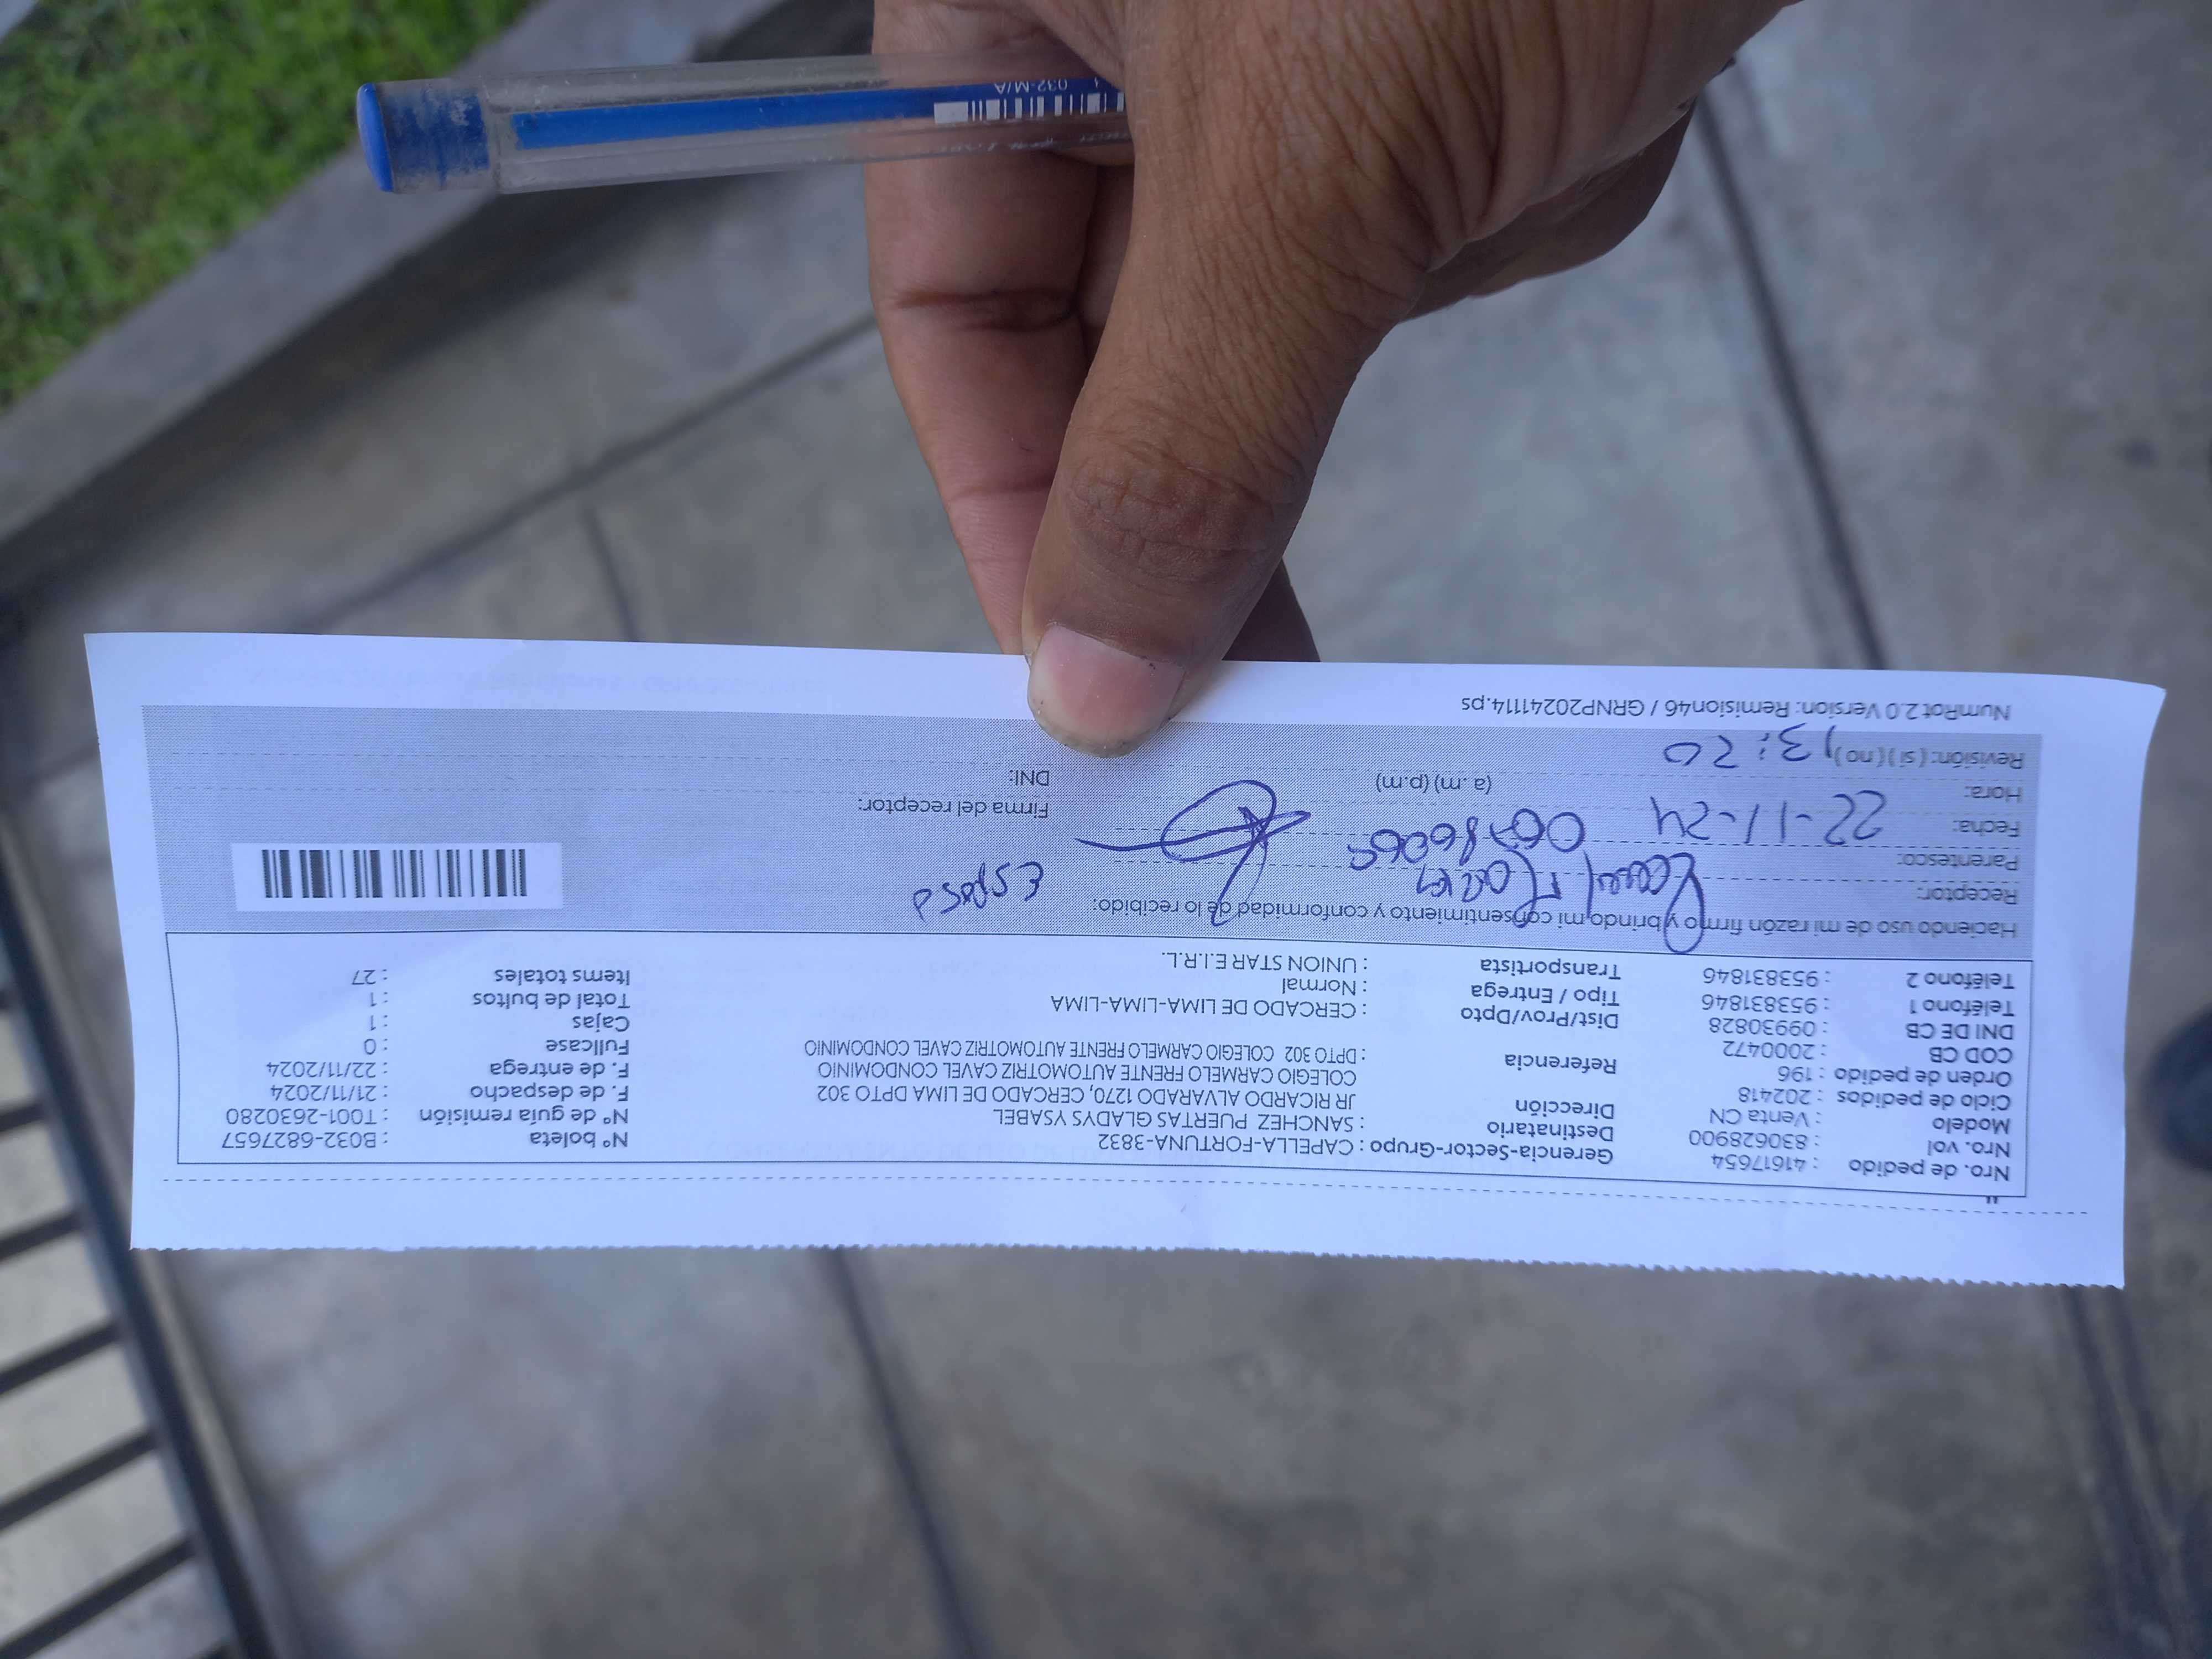 Nro. de pedido : 41617654
Nro. vol : 830628900
Modelo : Venta CN
Ciclo de pedidos : 202418
Orden de pedido : 196
COD CB : 2000472
DNI DE CB : 09930828
Teléfono 1 : 953831846
Teléfono 2 : 953831846
Gerencia-Sector-Grupo : CAPELLA-FORTUNA-3832
Destinatario : SANCHEZ PUERTAS GLADYS YSABEL
Dirección JR RICARDO ALVARADO 1270, CERCADO DE LIMA DPTO 302
COLEGIO CARMELO FRENTE AUTOMOTRIZ CAVEL CONDOMINIO
Referencia : DPTO 302 COLEGIO CARMELO FRENTE AUTOMOTRIZ CAVEL CONDOMINIO
Dist/Prov/Dpto : CERCADO DE LIMA-LIMA-LIMA
Tipo / Entrega : Normal
Transportista : UNION STAR E.I.R.L.
N° boleta : B032-6827657
N° de guía remisión : T001-2630280
F. de despacho : 21/11/2024
F. de entrega : 22/11/2024
Fullcase : 0
Cajas : 1
Total de bultos : 1
Items totales : 27
Haciendo uso de mi razón firmo y brindo mi consentimiento y conformidad de lo recibido:
Receptor:
Parentesco:
Esposo
Fecha: 22-11-24
Hora: (a.m) (p.m)
Revisión: (si) (no) 13:20
Firma del receptor:
DNI:
NumRot 2.0 Version: Remision46 / GRNP20241114.ps
032-M/A